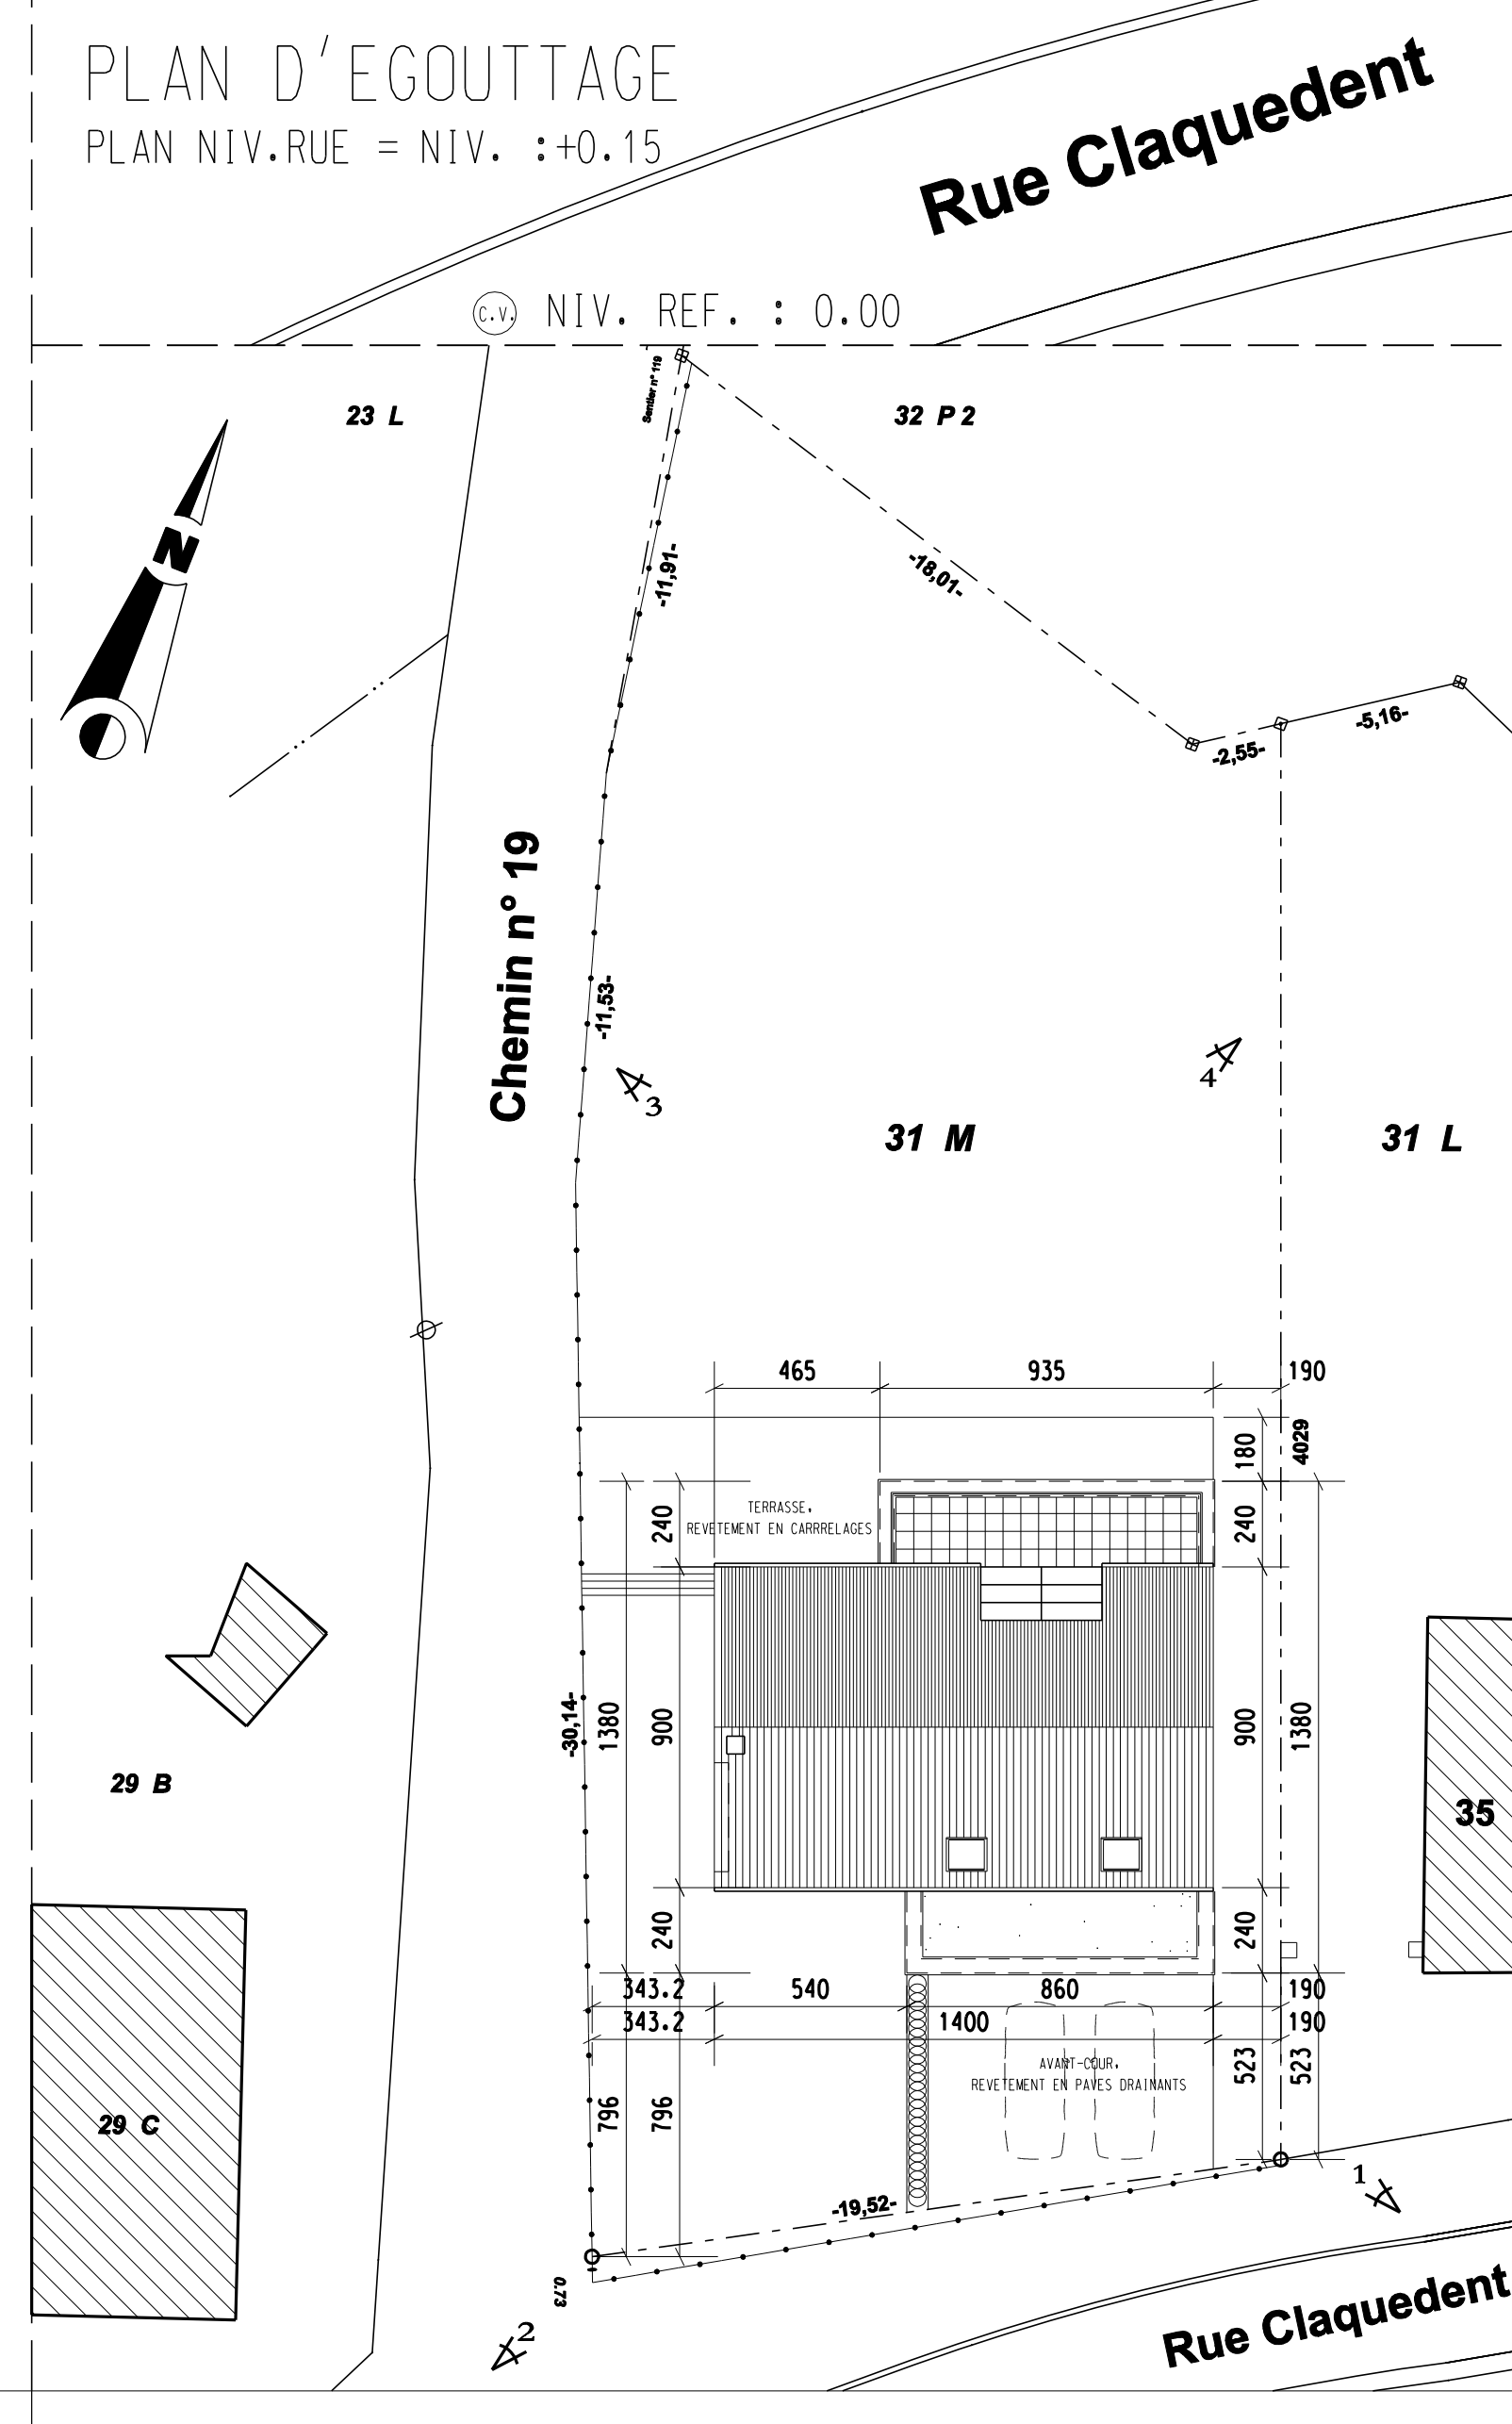 PLAN D'EGOUTTAGE
PLAN NIV.RUE = NIV. :+0.15
Rue Claquedent
C.V. NIV. REF. : 0.00
23 L
Sentier n° 119
32 P 2
N
-11,91-
-18,01-
-2,55-
-5,16-
Chemin n° 19
-11,53-
3
4
31 M
31 L
465
935
190
180
4029
240
TERRASSE.
REVETEMENT EN CARRRELAGES
240
-30,14-
1380
900
900
1380
29 B
35
240
240
343.2
540
860
190
343.2
1400
190
AVANT-COUR.
REVETEMENT EN PAVES DRAINANTS
523
523
796
796
29 C
1
-19,52-
0.73
2
Rue Claquedent